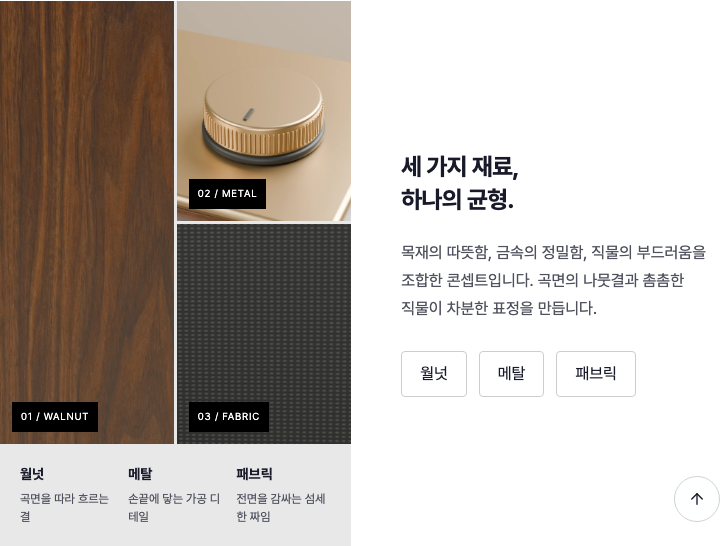 02 / METAL
01 / WALNUT
03 / FABRIC
월넛
곡면을 따라 흐르는
결
메탈
손끝에 닿는 가공 디
테일
패브릭
전면을 감싸는 섬세
한 짜임
세 가지 재료,
하나의 균형.
목재의 따뜻함, 금속의 정밀함, 직물의 부드러움을
조합한 콘셉트입니다. 곡면의 나뭇결과 촘촘한
직물이 차분한 표정을 만듭니다.
월넛
메탈
패브릭